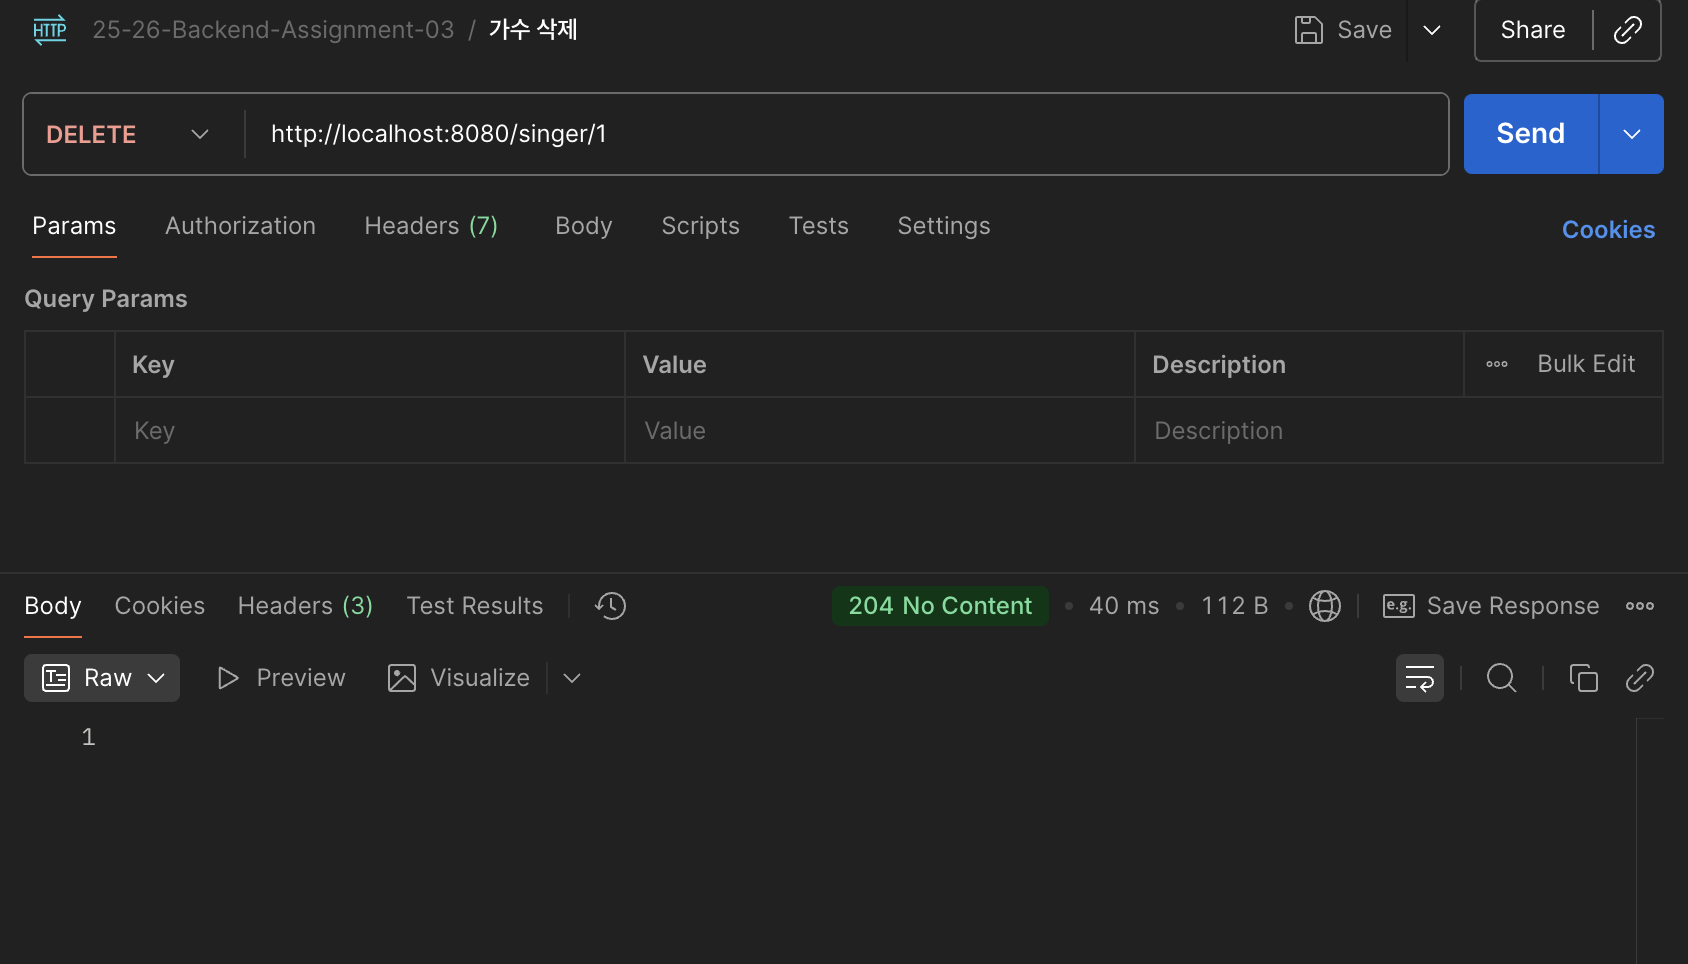 HTTP 25-26-Backend-Assignment-03 / 가수 삭제 Save Share
DELETE http://localhost:8080/singer/1 Send
Params Authorization Headers (7) Body Scripts Tests Settings Cookies
Query Params
Key Value Description Bulk Edit
Key Value Description
Body Cookies Headers (3) Test Results 204 No Content 40 ms 112 B e.g. Save Response
Raw Preview Visualize
1